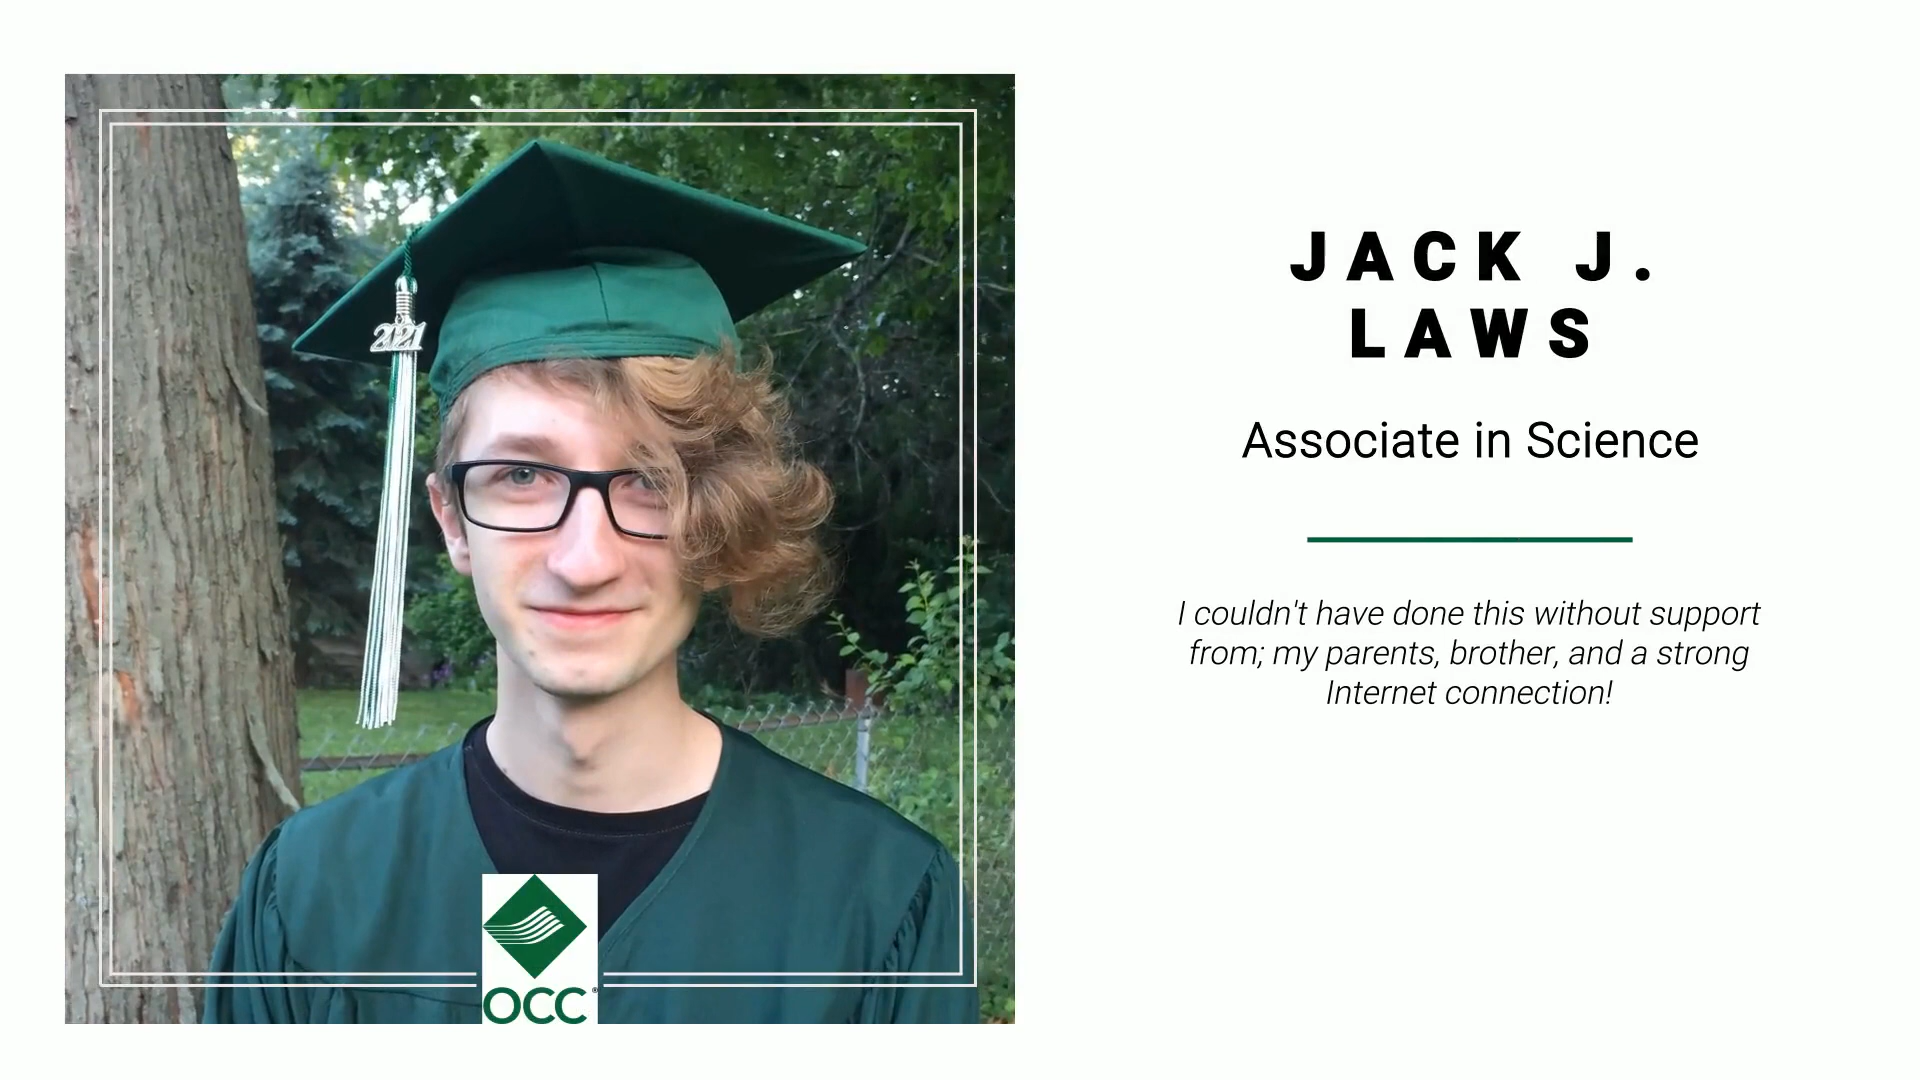 2021
OCC
JACK J.
LAWS
Associate in Science
I couldn't have done this without support
from; my parents, brother, and a strong
Internet connection!